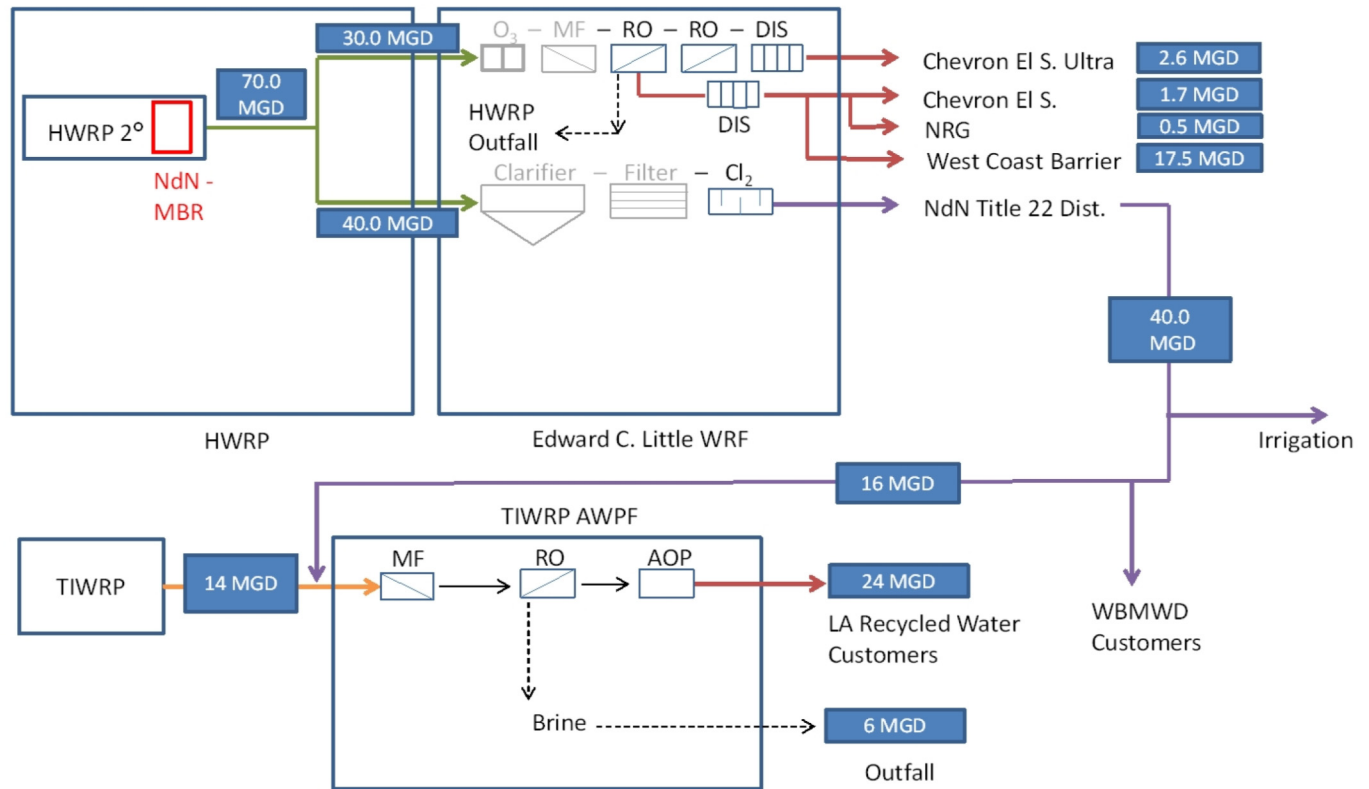 30.0 MGD
O3 – MF – RO – RO – DIS
Chevron El S. Ultra
2.6 MGD
70.0
MGD
HWRP 2°
Chevron El S.
1.7 MGD
HWRP
Outfall
DIS
NRG
0.5 MGD
West Coast Barrier
17.5 MGD
NdN -
MBR
Clarifier – Filter – Cl2
40.0 MGD
NdN Title 22 Dist.
40.0
MGD
HWRP
Edward C. Little WRF
Irrigation
16 MGD
TIWRP AWPF
TIWRP
14 MGD
MF
RO
AOP
24 MGD
LA Recycled Water
Customers
WBMWD
Customers
Brine
6 MGD
Outfall